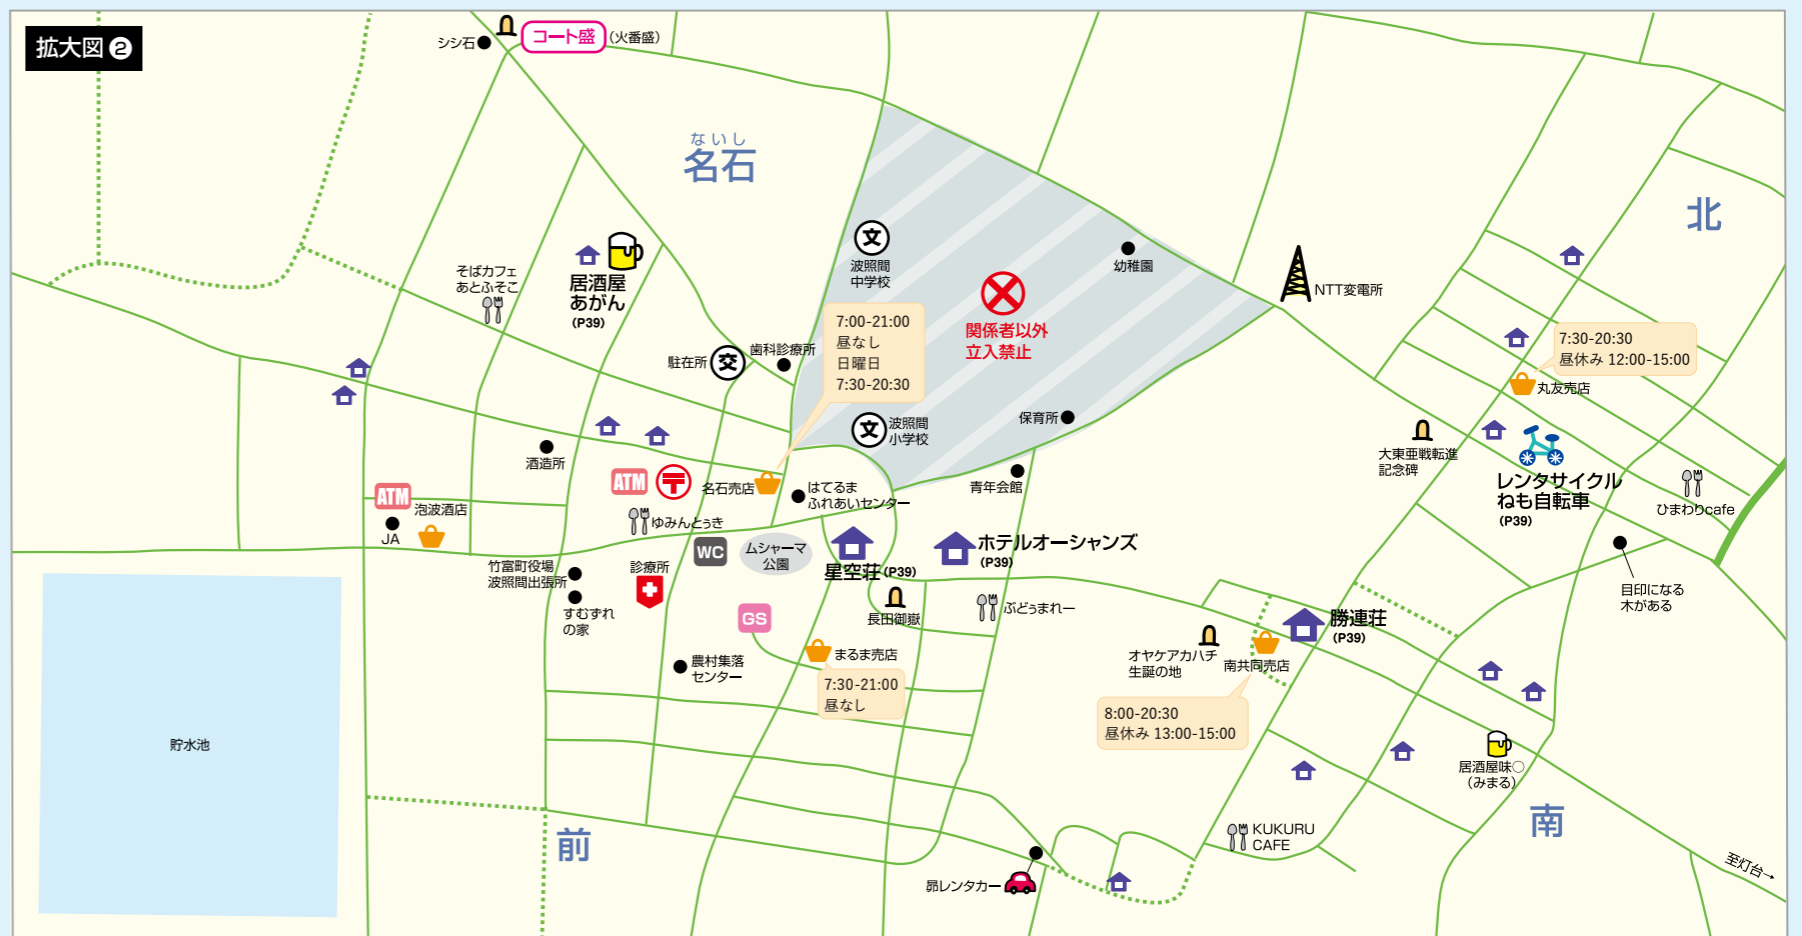 拡大図❷
シシ石
コート盛
(火番盛)
ないし
名石
北
波照間
中学校
幼稚園
NTT変電所
そばカフェ
あとふそこ
居酒屋
あがん
(P39)
7:00-21:00
昼なし
日曜日
7:30-20:30
関係者以外
立入禁止
駐在所
交
歯科診療所
文
文
7:30-20:30
昼休み 12:00-15:00
丸友売店
波照間
小学校
保育所
大東亜戦転進
記念碑
酒造所
ATM
名石売店
はてるま
ふれあいセンター
青年会館
レンタサイクル
ねも自転車
(P39)
ひまわりcafe
ATM
泡波酒店
JA
ゆみんとぅき
WC
ムシャーマ
公園
星空荘(P39)
ホテルオーシャンズ
(P39)
竹富町役場
波照間出張所
診療所
すむずれ
の家
GS
長田御嶽
ぶどぅまれー
目印になる
木がある
勝連荘
(P39)
オヤケアカハチ
生誕の地
南共同売店
農村集落
センター
まるま売店
7:30-21:00
昼なし
8:00-20:30
昼休み 13:00-15:00
貯水池
居酒屋味○
(みまる)
前
南
KUKURU
CAFE
昴レンタカー
至灯台→